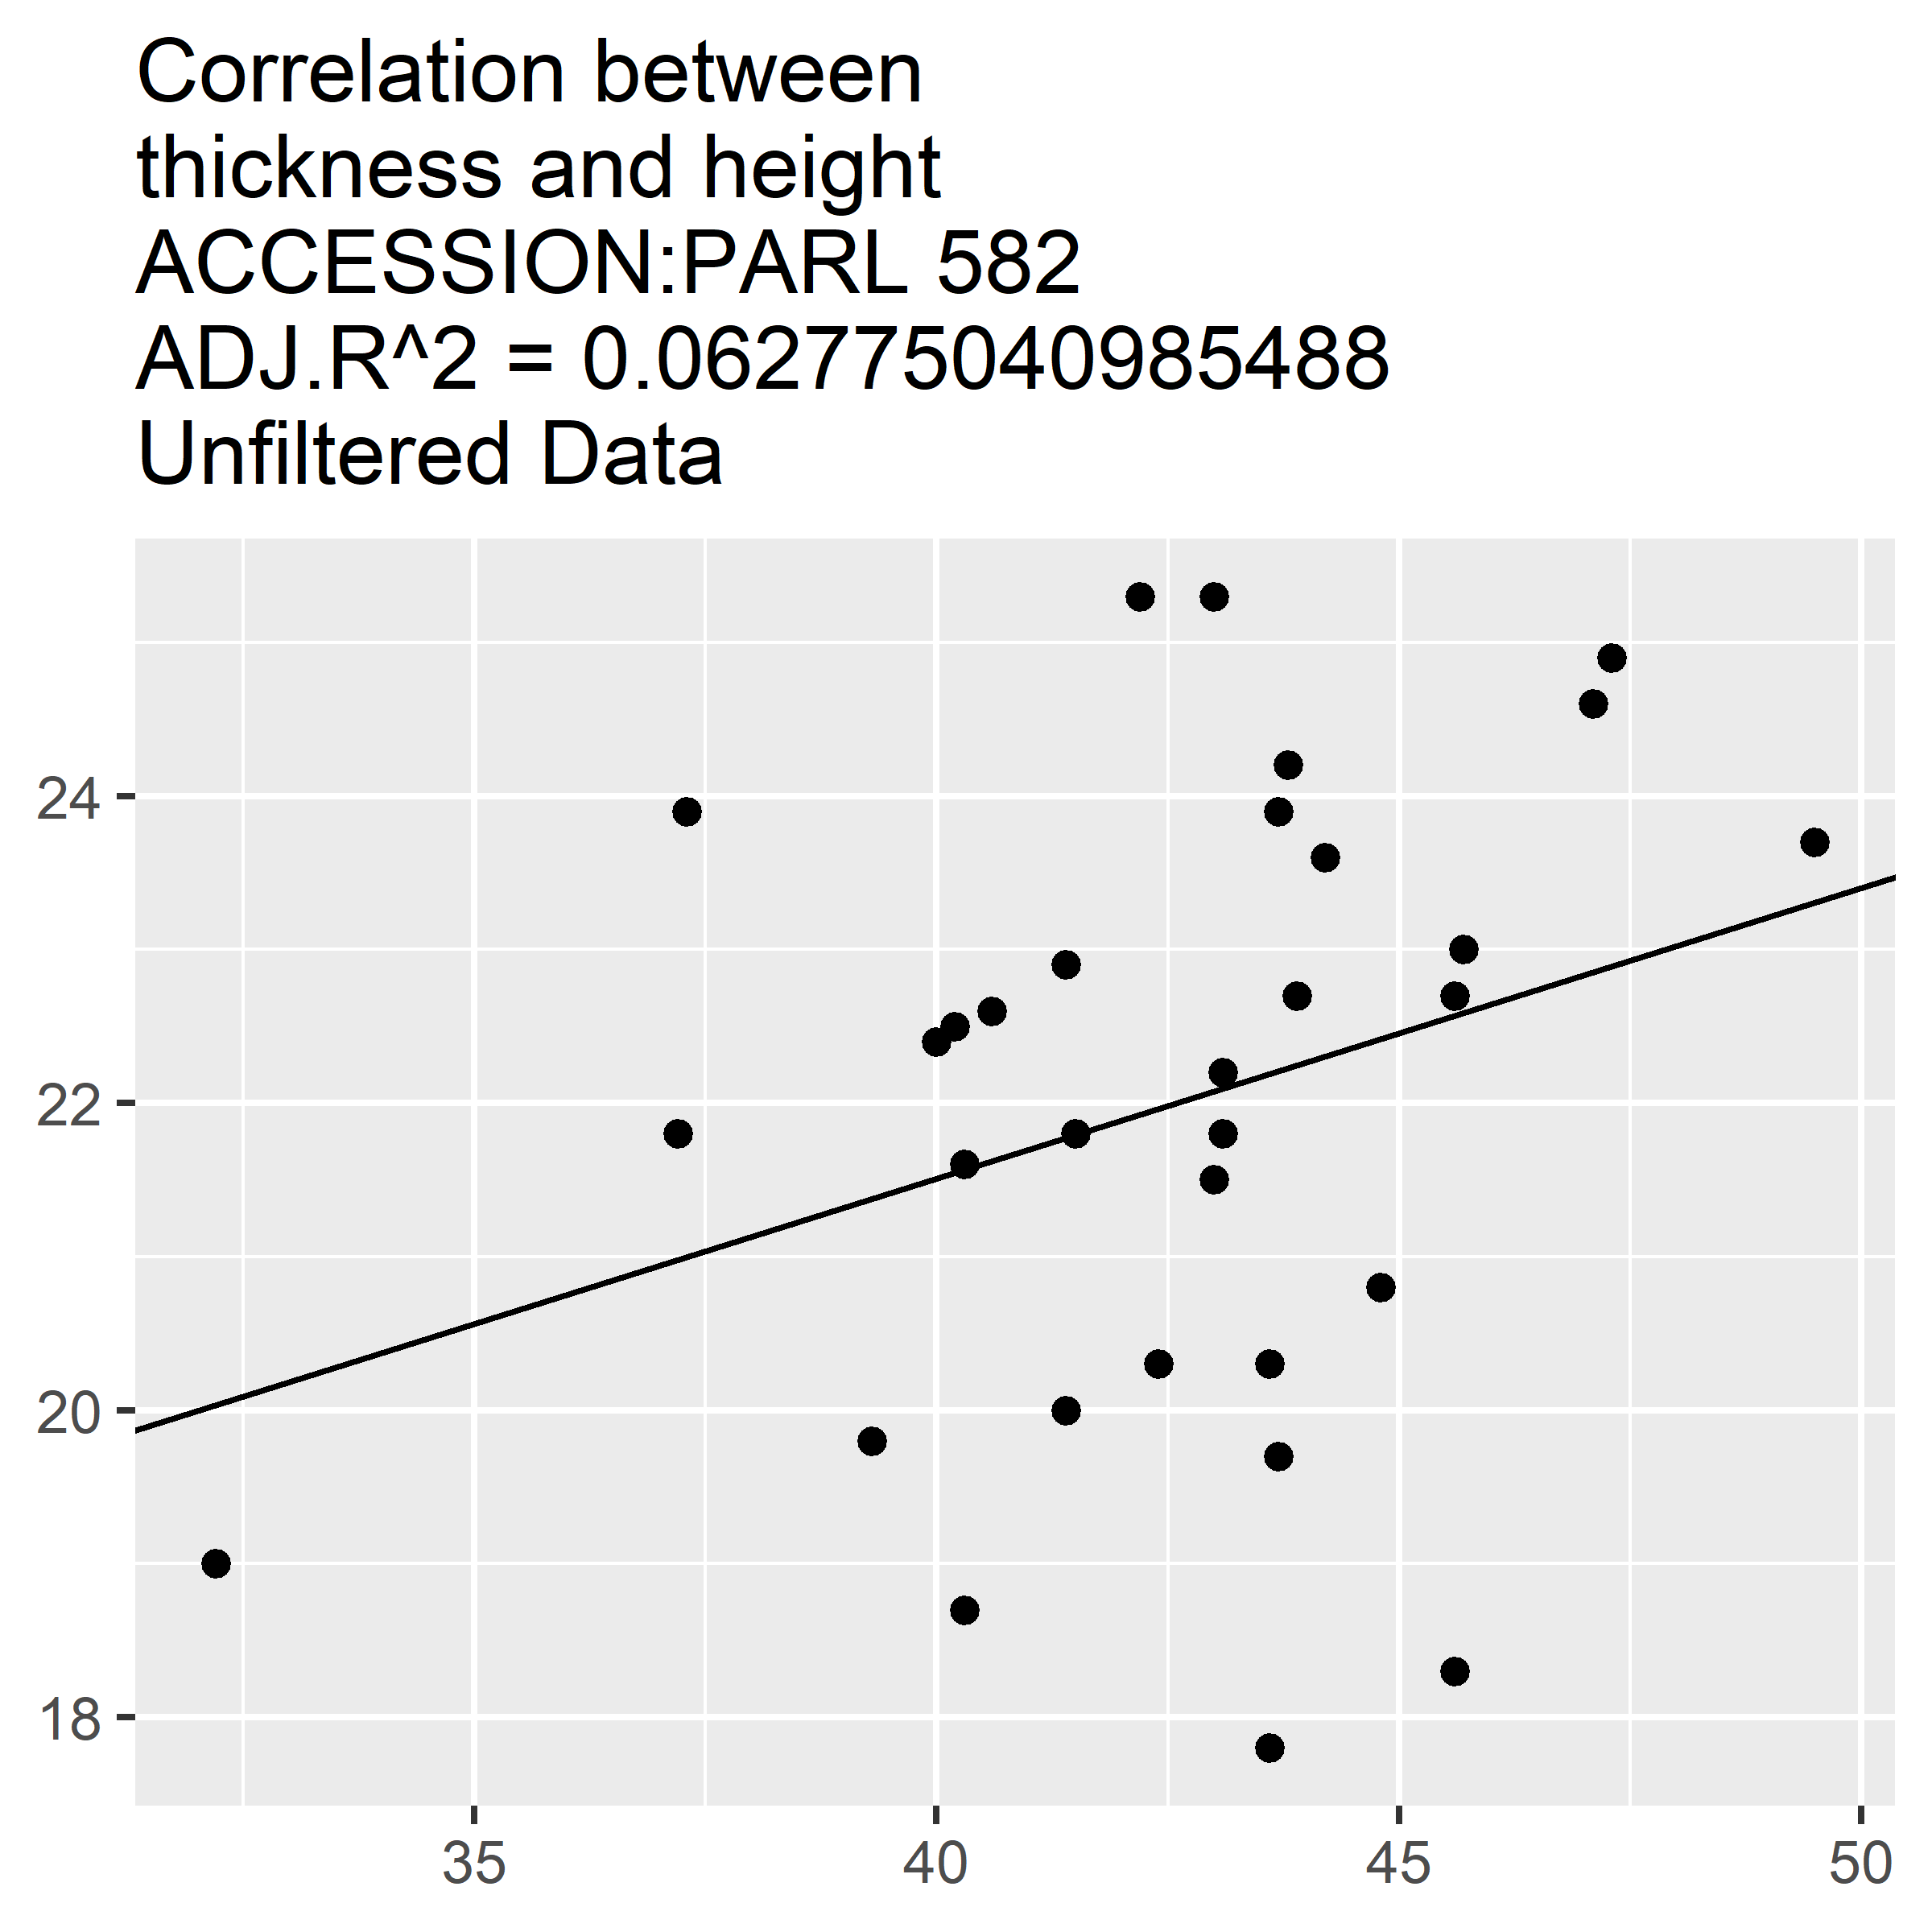 Correlation between
thickness and height
ACCESSION:PARL 582
ADJ.R^2 = 0.062775040985488
Unfiltered Data
24
22
20
18
35
40
45
50